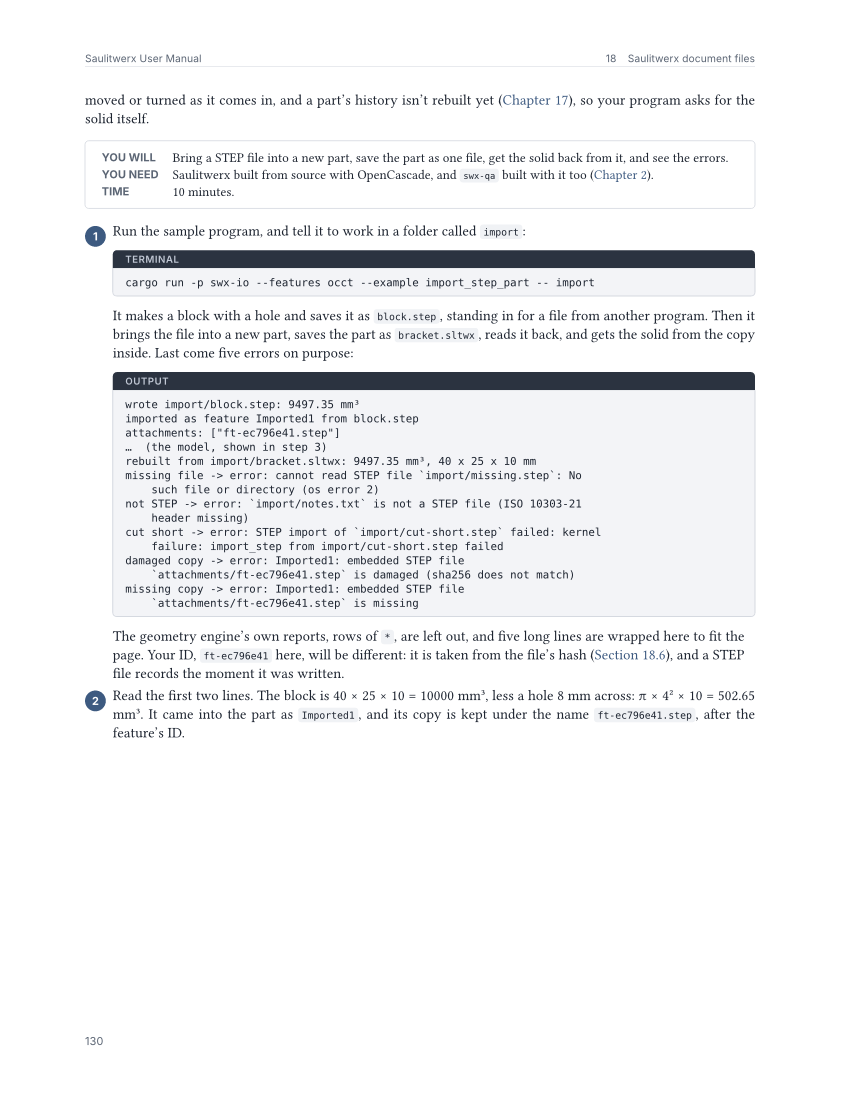 Saulitwerx User Manual
18 Saulitwerx document files
moved or turned as it comes in, and a part's history isn't rebuilt yet (Chapter 17), so your program asks for the
solid itself.
YOU WILL Bring a STEP file into a new part, save the part as one file, get the solid back from it, and see the errors.
YOU NEED Saulitwerx built from source with OpenCascade, and swx-qa built with it too (Chapter 2).
TIME 10 minutes.
1 Run the sample program, and tell it to work in a folder called import:
TERMINAL
cargo run -p swx-io --features occt --example import_step_part -- import
It makes a block with a hole and saves it as block.step, standing in for a file from another program. Then it
brings the file into a new part, saves the part as bracket.sltwx, reads it back, and gets the solid from the copy
inside. Last come five errors on purpose:
OUTPUT
wrote import/block.step: 9497.35 mm³
imported as feature Imported1 from block.step
attachments: ["ft-ec796e41.step"]
… (the model, shown in step 3)
rebuilt from import/bracket.sltwx: 9497.35 mm³, 40 x 25 x 10 mm
missing file -> error: cannot read STEP file `import/missing.step`: No
such file or directory (os error 2)
not STEP -> error: `import/notes.txt` is not a STEP file (ISO 10303-21
header missing)
cut short -> error: STEP import of `import/cut-short.step` failed: kernel
failure: import_step from import/cut-short.step failed
damaged copy -> error: Imported1: embedded STEP file
`attachments/ft-ec796e41.step` is damaged (sha256 does not match)
missing copy -> error: Imported1: embedded STEP file
`attachments/ft-ec796e41.step` is missing
The geometry engine's own reports, rows of *, are left out, and five long lines are wrapped here to fit the
page. Your ID, ft-ec796e41 here, will be different: it is taken from the file's hash (Section 18.6), and a STEP
file records the moment it was written.
2 Read the first two lines. The block is 40 × 25 × 10 = 10000 mm³, less a hole 8 mm across: π × 4² × 10 = 502.65
mm³. It came into the part as Imported1, and its copy is kept under the name ft-ec796e41.step, after the
feature's ID.
130